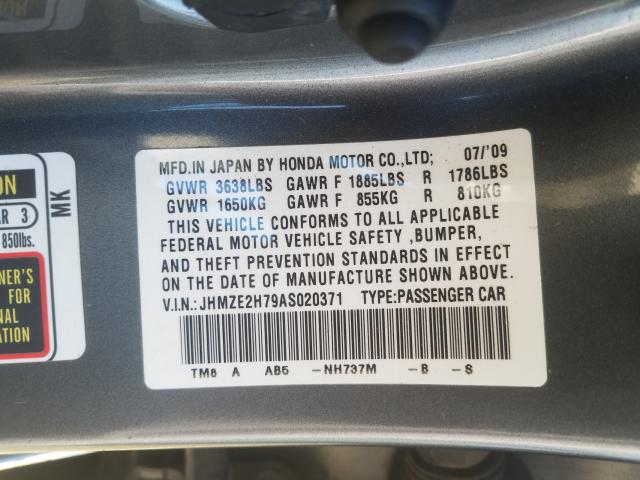 MFD.IN JAPAN BY HONDA MOTOR CO.,LTD; 07/'09
GVWR 3638LBS GAWR F 1885LBS R 1786LBS
GVWR 1650KG GAWR F 855KG R 810KG
THIS VEHICLE CONFORMS TO ALL APPLICABLE
FEDERAL MOTOR VEHICLE SAFETY ,BUMPER,
AND THEFT PREVENTION STANDARDS IN EFFECT
ON THE DATE OF MANUFACTURE SHOWN ABOVE.
V.I.N.:JHMZE2H79AS020371 TYPE:PASSENGER CAR
TM8 A AB5 -NH737M -B -S
ON
AR 3
850lbs.
MK
NER'S
FOR
NAL
ATION